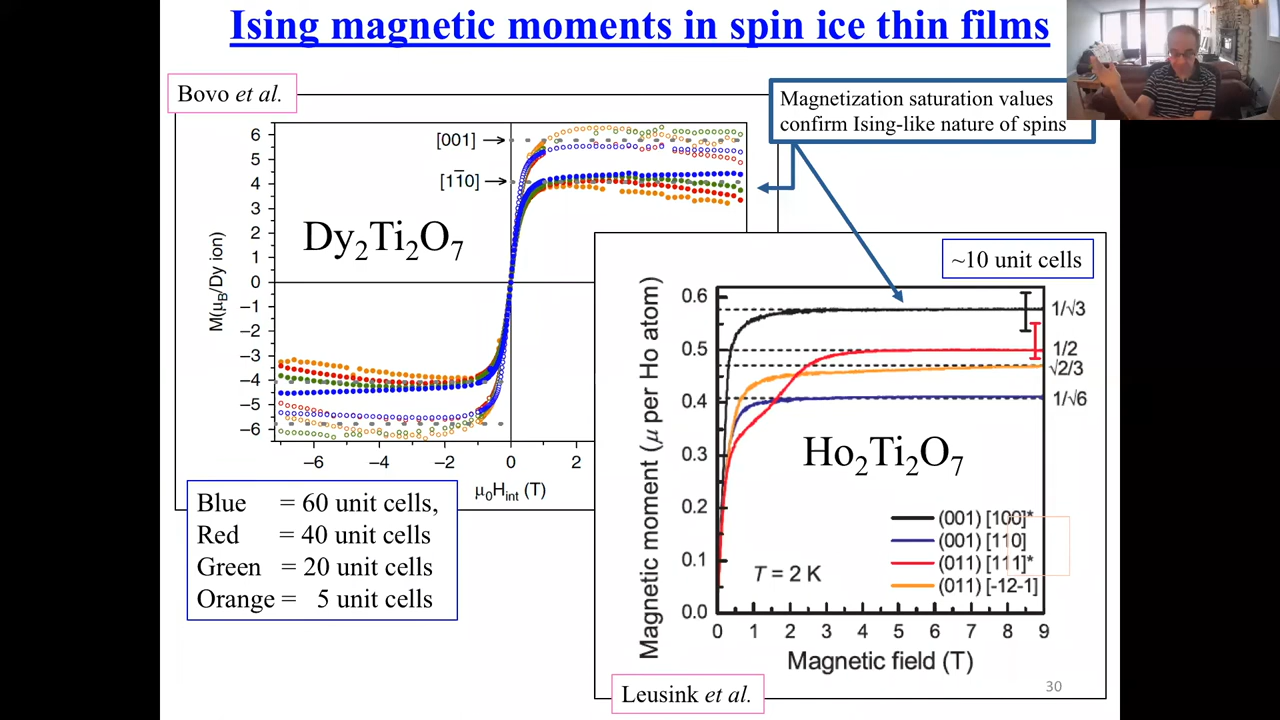 Ising magnetic moments in spin ice thin films
Bovo et al.
Magnetization saturation values
confirm Ising-like nature of spins
6
5
4
3
2
1
0
−1
−2
−3
−4
−5
−6
M(μB/Dy ion)
[001]
[11̄0]
Dy2Ti2O7
−6 −4 −2 0 2
μ0Hint (T)
Blue = 60 unit cells,
Red = 40 unit cells
Green = 20 unit cells
Orange = 5 unit cells
~10 unit cells
Magnetic moment (μ per Ho atom)
0.6
0.5
0.4
0.3
0.2
0.1
0.0
1/√3
1/2
√2/3
1/√6
Ho2Ti2O7
(001) [100]*
(001) [110]
(011) [111]*
(011) [-12-1]
T = 2 K
0 1 2 3 4 5 6 7 8 9
Magnetic field (T)
Leusink et al.
30